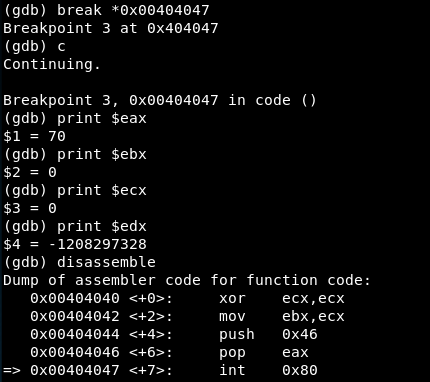 (gdb) break *0x00404047
Breakpoint 3 at 0x404047
(gdb) c
Continuing.

Breakpoint 3, 0x00404047 in code ()
(gdb) print $eax
$1 = 70
(gdb) print $ebx
$2 = 0
(gdb) print $ecx
$3 = 0
(gdb) print $edx
$4 = -1208297328
(gdb) disassemble
Dump of assembler code for function code:
   0x00404040 <+0>:     xor    ecx,ecx
   0x00404042 <+2>:     mov    ebx,ecx
   0x00404044 <+4>:     push   0x46
   0x00404046 <+6>:     pop    eax
=> 0x00404047 <+7>:     int    0x80